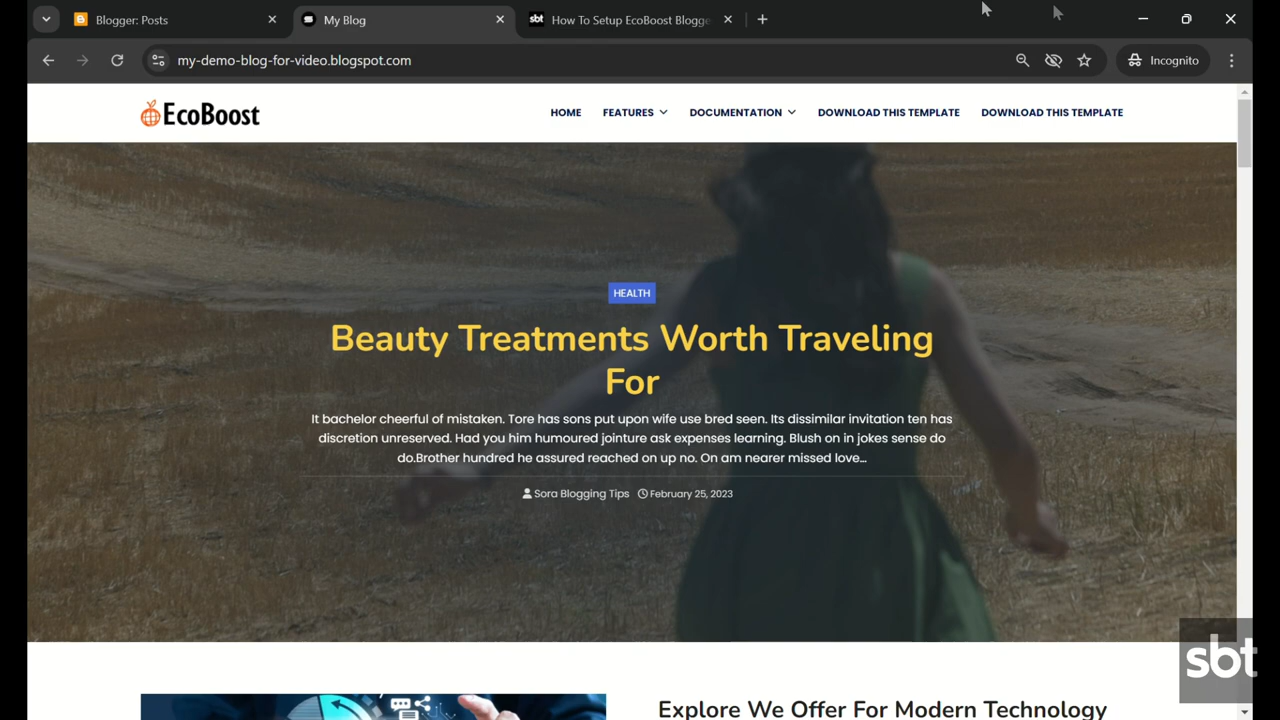 Blogger: Posts
My Blog
sbt
How To Setup EcoBoost Blogge
my-demo-blog-for-video.blogspot.com
Incognito
EcoBoost
HOME
FEATURES
DOCUMENTATION
DOWNLOAD THIS TEMPLATE
DOWNLOAD THIS TEMPLATE
HEALTH
Beauty Treatments Worth Traveling
For
It bachelor cheerful of mistaken. Tore has sons put upon wife use bred seen. Its dissimilar invitation ten has
discretion unreserved. Had you him humoured jointure ask expenses learning. Blush on in jokes sense do
do.Brother hundred he assured reached on up no. On am nearer missed love...
Sora Blogging Tips
February 25, 2023
sbt
Explore We Offer For Modern Technology